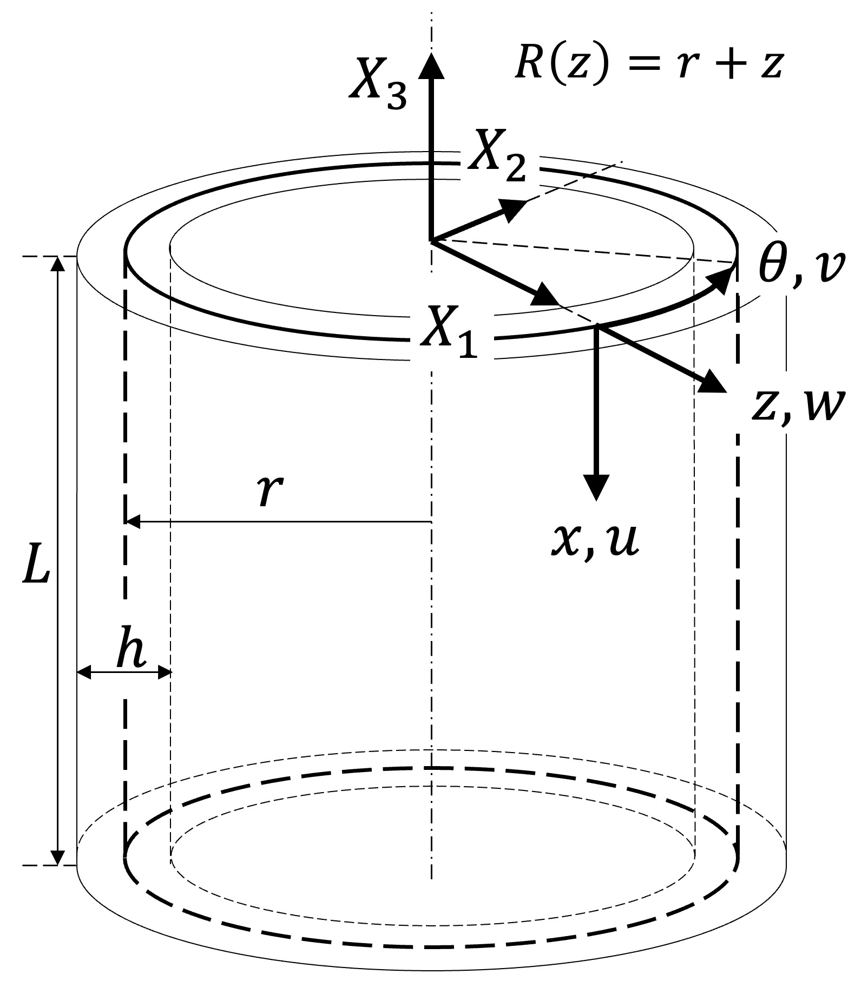 R(z) = r + z
X₃
X₂
θ, v
X₁
z, w
r
x, u
L
h